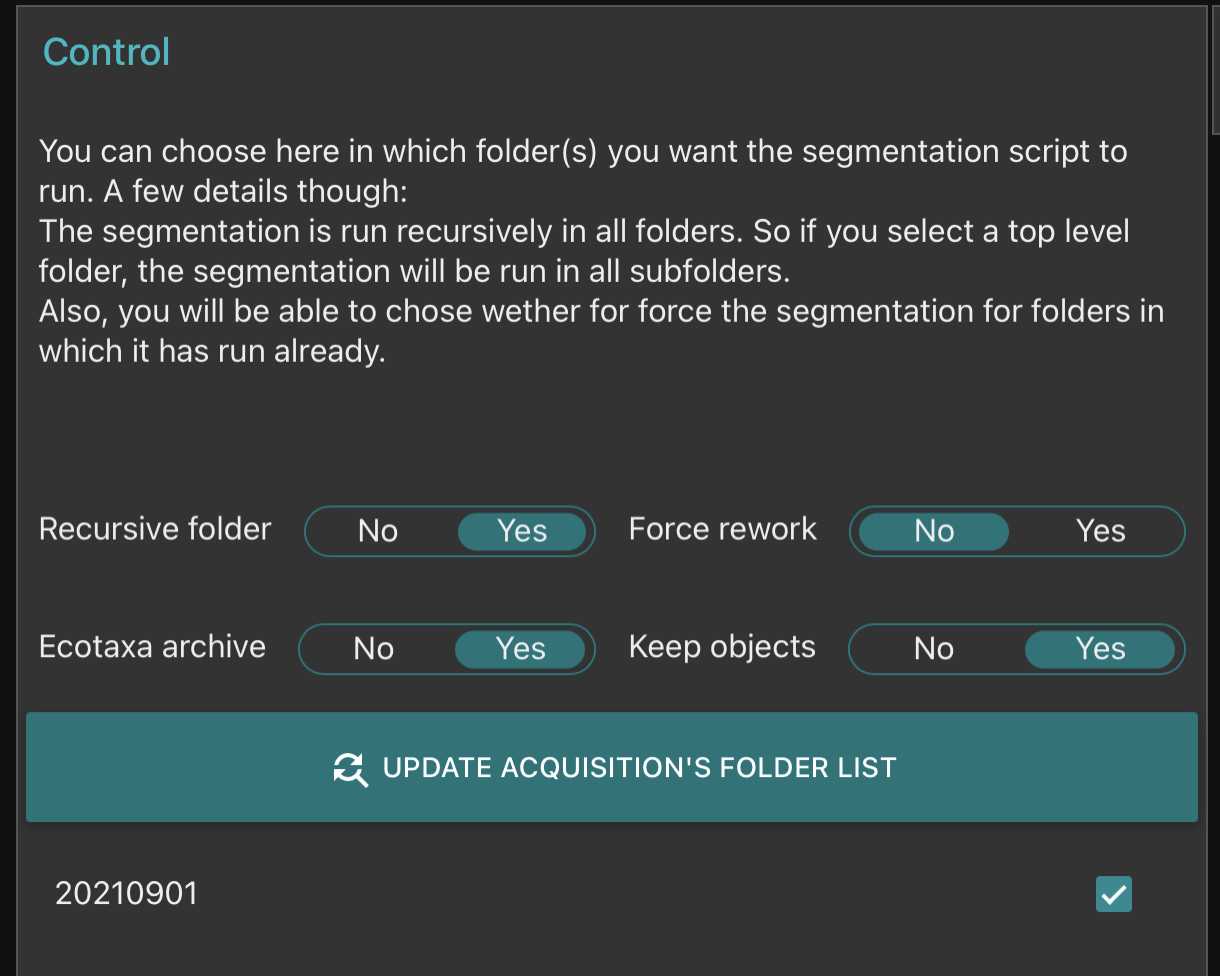 Control
You can choose here in which folder(s) you want the segmentation script to
run. A few details though:
The segmentation is run recursively in all folders. So if you select a top level
folder, the segmentation will be run in all subfolders.
Also, you will be able to chose wether for force the segmentation for folders in
which it has run already.
Recursive folder No Yes Force rework No Yes
Ecotaxa archive No Yes Keep objects No Yes
UPDATE ACQUISITION'S FOLDER LIST
20210901